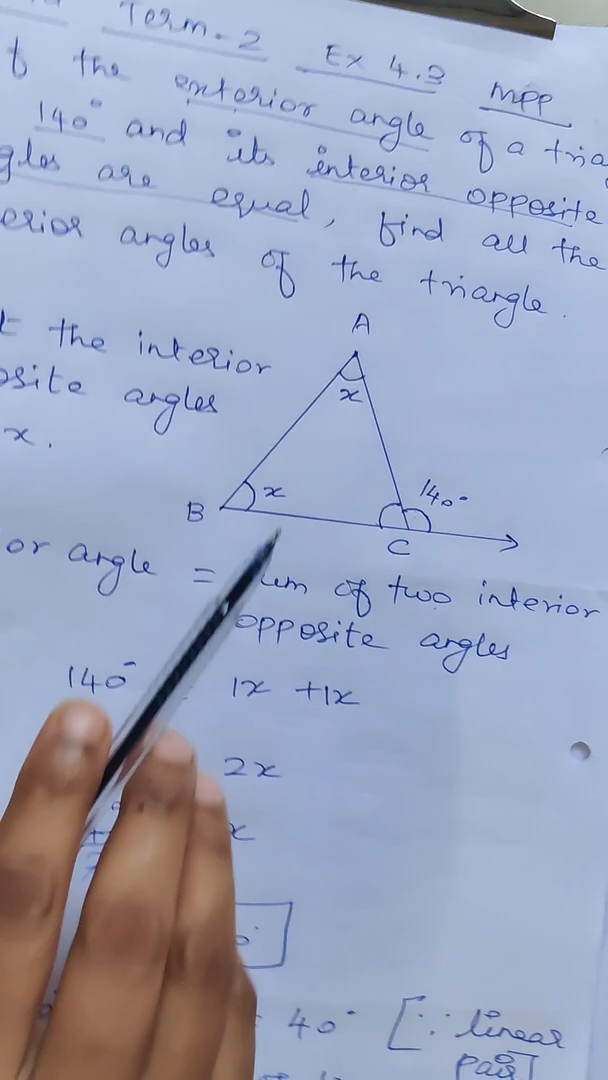 Term-2 Ex 4.3 MPP
the exterior angle of a
140° and its interior opposite
are equal, find all the
angles of the triangle.
the interior
angles
x.
A
x
B
x
140°
C
angle = of two interior
opposite angles
140° 1x + 1x
2x
x
40° [∵ linear
pair]